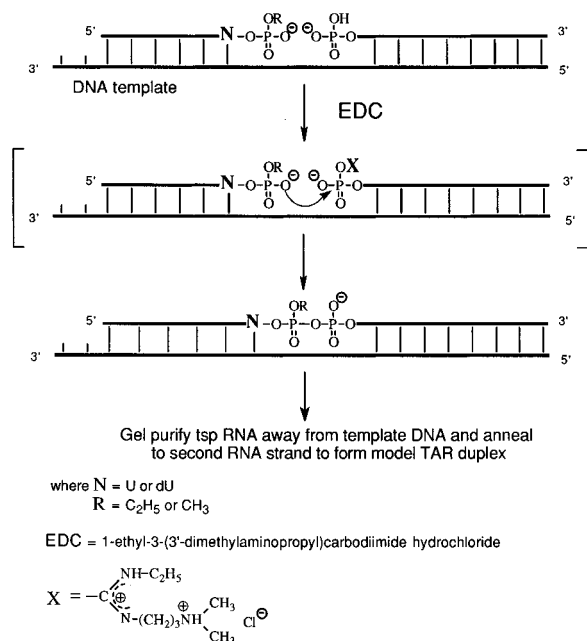 OR OH
5' N –O–P–O⊖ ⊖O–P–O 3'
O O
3' 5'
DNA template
EDC
OR OX
5' N –O–P–O⊖ ⊖O–P–O 3'
O O
3' 5'
OR O⊖
5' N –O–P–O–P–O 3'
O O
3' 5'
Gel purify tsp RNA away from template DNA and anneal
to second RNA strand to form model TAR duplex
where N = U or dU
R = C₂H₅ or CH₃
EDC = 1-ethyl-3-(3'-dimethylaminopropyl)carbodiimide hydrochloride
NH–C₂H₅
X = –C ⊕
N–(CH₂)₃NH⊕ CH₃ Cl⊖
CH₃